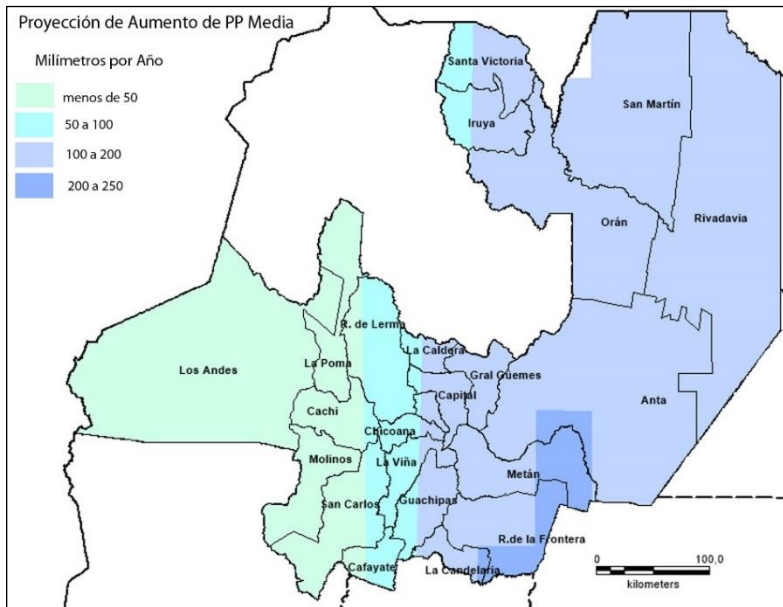 Proyección de Aumento de PP Media
Milímetros por Año
menos de 50
50 a 100
100 a 200
200 a 250
Santa Victoria
San Martín
Iruya
Orán
Rivadavia
R. de Lerma
La Caldera
Los Andes
La Poma
Gral Güemes
Capital
Anta
Cachi
Chicoana
Molinos
La Viña
Metán
San Carlos
Guachipas
R.de la Frontera
Cafayate
La Candelaria
0 100,0
kilometers